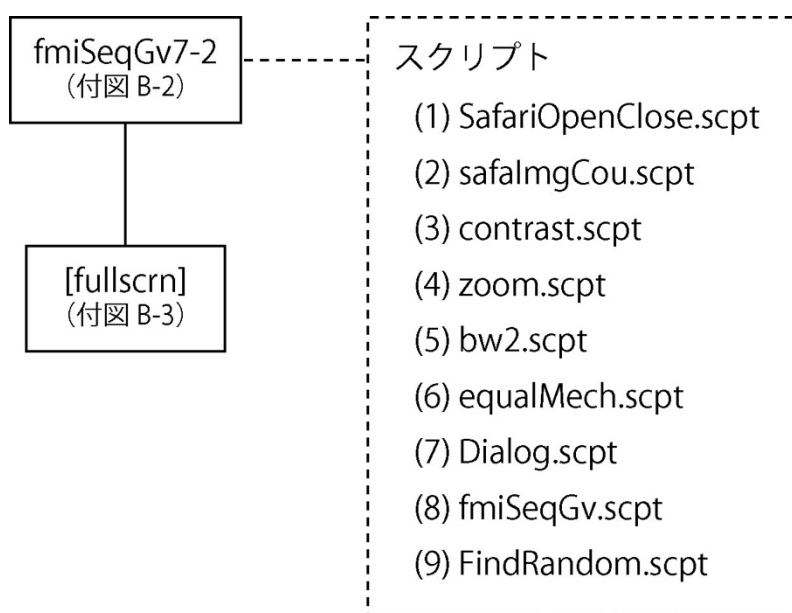 fmiSeqGv7-2
（付図 B-2）
[fullscrn]
（付図 B-3）
スクリプト
(1) SafariOpenClose.scpt
(2) safaImgCou.scpt
(3) contrast.scpt
(4) zoom.scpt
(5) bw2.scpt
(6) equalMech.scpt
(7) Dialog.scpt
(8) fmiSeqGv.scpt
(9) FindRandom.scpt